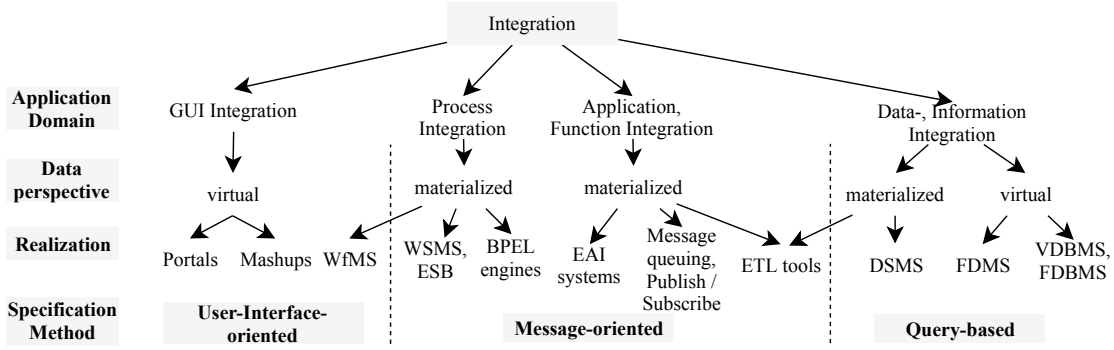 Integration
Application
Domain
GUI Integration
Process
Integration
Application,
Function Integration
Data-, Information
Integration
Data
perspective
virtual
materialized
materialized
materialized
virtual
Realization
Portals
Mashups
WfMS
WSMS,
ESB
BPEL
engines
EAI
systems
Message
queuing,
Publish /
Subscribe
ETL tools
DSMS
FDMS
VDBMS,
FDBMS
Specification
Method
User-Interface-
oriented
Message-oriented
Query-based